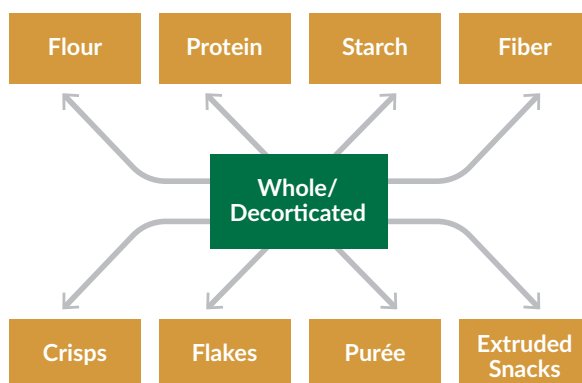 Flour
Protein
Starch
Fiber
Whole/
Decorticated
Crisps
Flakes
Purée
Extruded
Snacks